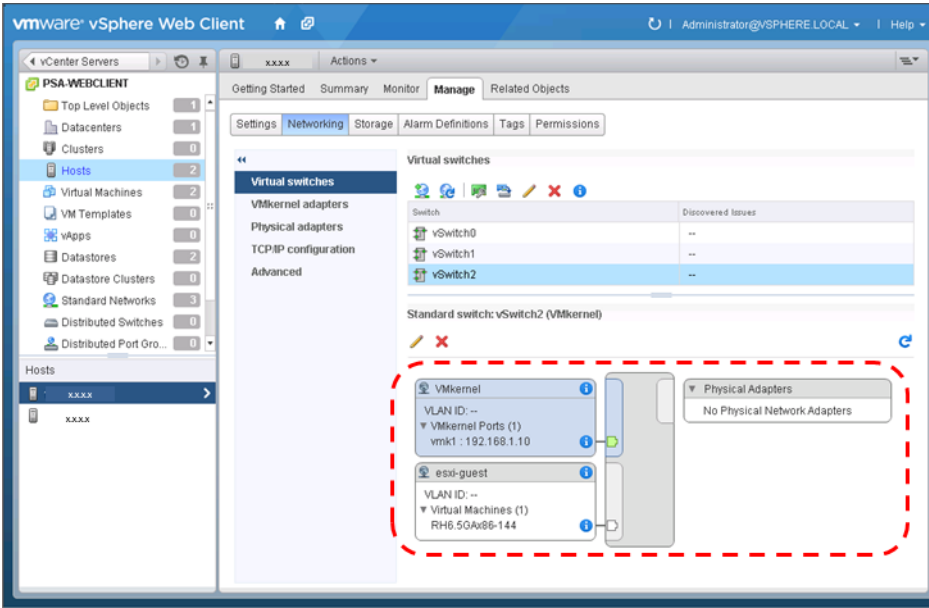 vmware® vSphere Web Client
Administrator@VSPHERE.LOCAL
Help
vCenter Servers
PSA-WEBCLIENT
Top Level Objects 1
Datacenters 1
Clusters 0
Hosts 2
Virtual Machines 2
VM Templates 0
vApps 0
Datastores 2
Datastore Clusters 0
Standard Networks 3
Distributed Switches 0
Distributed Port Gro... 0
Hosts
xxxx
xxxx
xxxx Actions
Getting Started Summary Monitor Manage Related Objects
Settings Networking Storage Alarm Definitions Tags Permissions
Virtual switches
VMkernel adapters
Physical adapters
TCP/IP configuration
Advanced
Virtual switches
Switch Discovered Issues
vSwitch0 --
vSwitch1 --
vSwitch2 --
Standard switch: vSwitch2 (VMkernel)
VMkernel
VLAN ID: --
VMkernel Ports (1)
vmk1 : 192.168.1.10
esxi-guest
VLAN ID: --
Virtual Machines (1)
RH6.5GAx86-144
Physical Adapters
No Physical Network Adapters